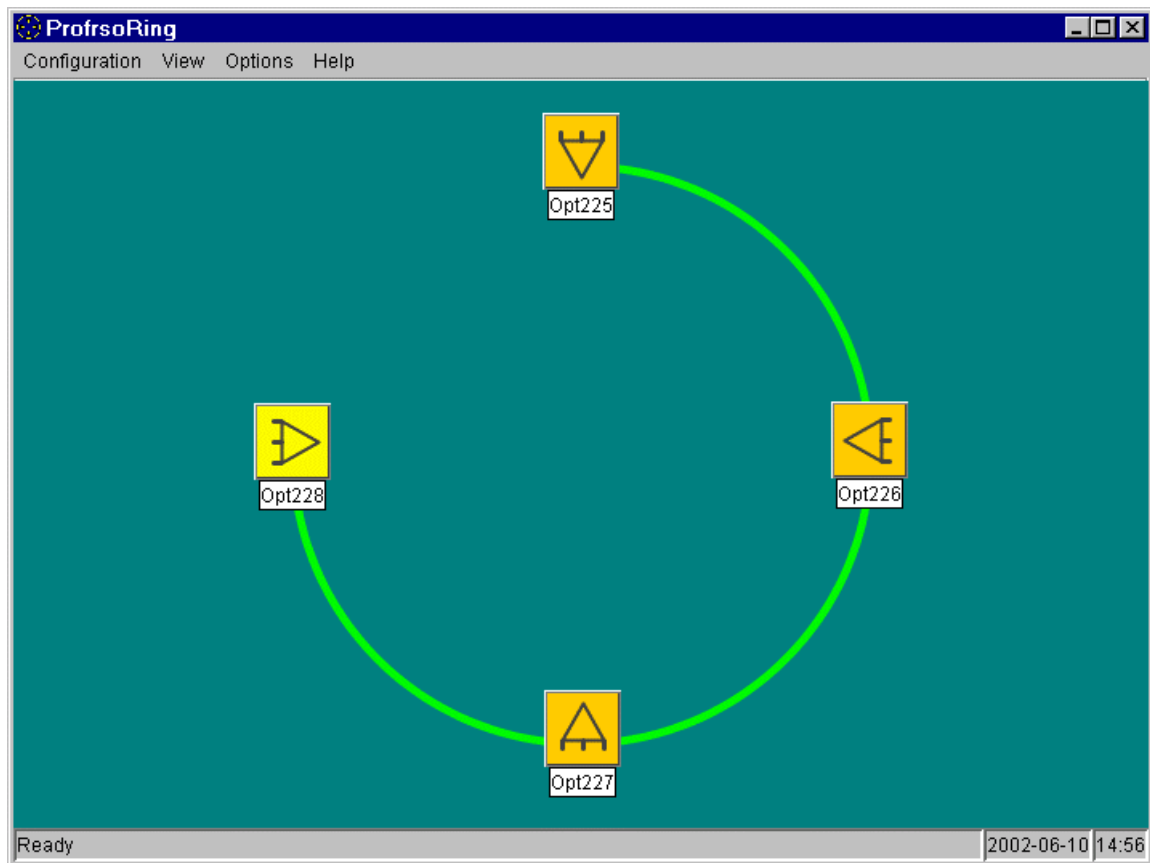 ProfrsoRing
Configuration View Options Help
Opt225
Opt228
Opt226
Opt227
Ready 2002-06-10 14:56